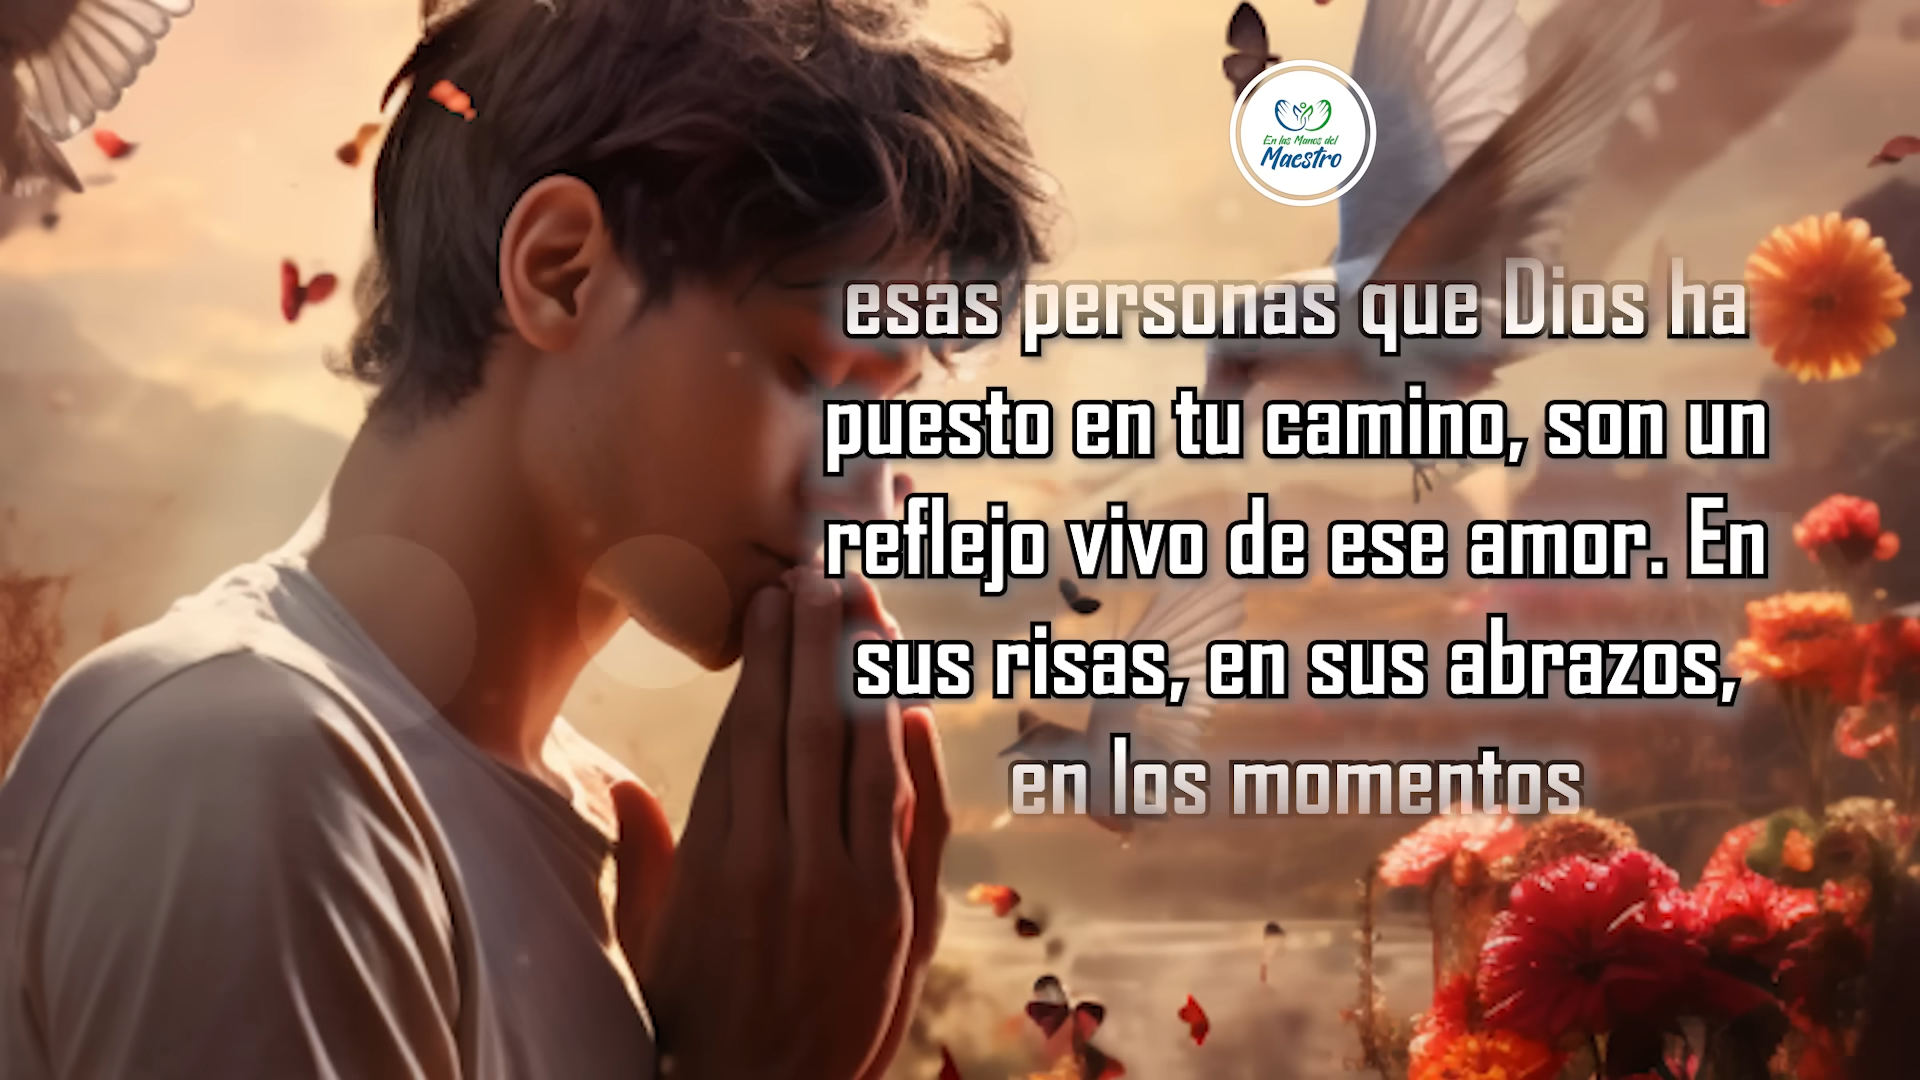 En las Manos del
Maestro
esas personas que Dios ha
puesto en tu camino, son un
reflejo vivo de ese amor. En
sus risas, en sus abrazos,
en los momentos